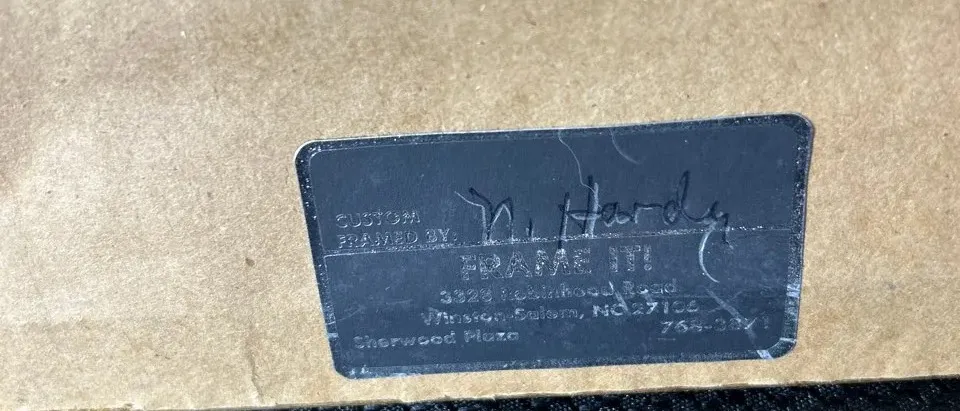 CUSTOM
FRAMED BY: N. Hardy
FRAME IT!
3328 Robinhood Road
Winston-Salem, NC 27106
Sherwood Plaza